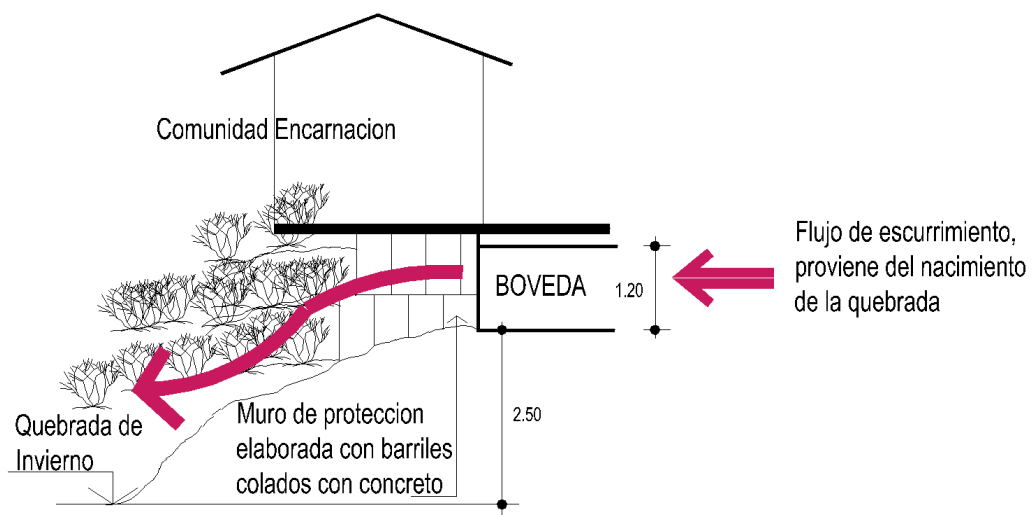 Comunidad Encarnacion
Flujo de escurrimiento,
proviene del nacimiento
de la quebrada
BOVEDA
1.20
2.50
Muro de proteccion
elaborada con barriles
colados con concreto
Quebrada de
Invierno